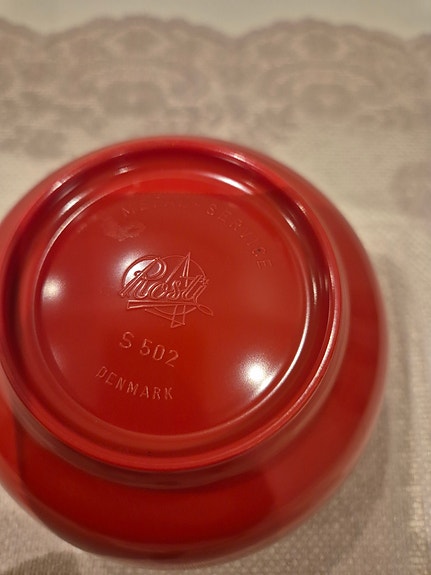 SERVICE
Rosti
S 502
DENMARK